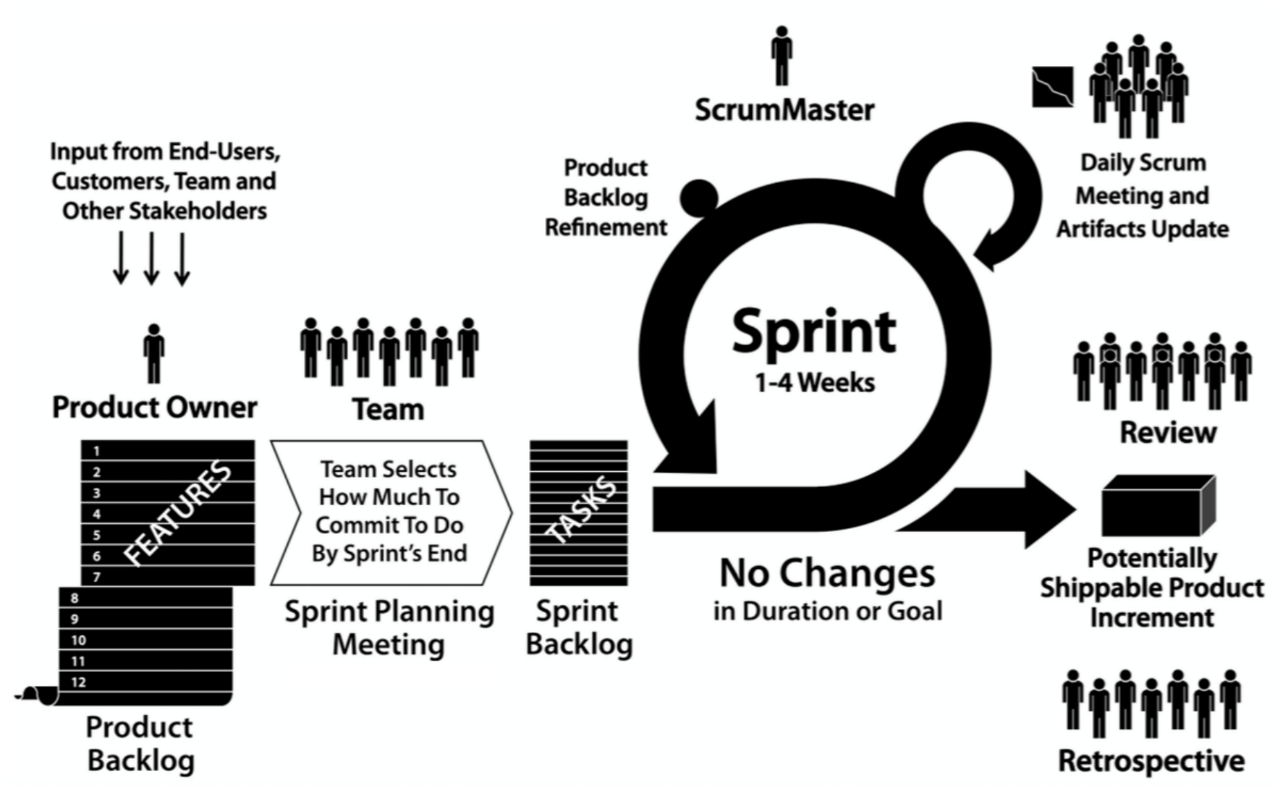 Input from End-Users,
Customers, Team and
Other Stakeholders
Product Owner
1
2
3
4
5
6
7
FEATURES
8
9
10
11
12
Product
Backlog
Team
Team Selects
How Much To
Commit To Do
By Sprint's End
Sprint Planning
Meeting
TASKS
Sprint
Backlog
Product
Backlog
Refinement
ScrumMaster
Sprint
1-4 Weeks
No Changes
in Duration or Goal
Daily Scrum
Meeting and
Artifacts Update
Review
Potentially
Shippable Product
Increment
Retrospective